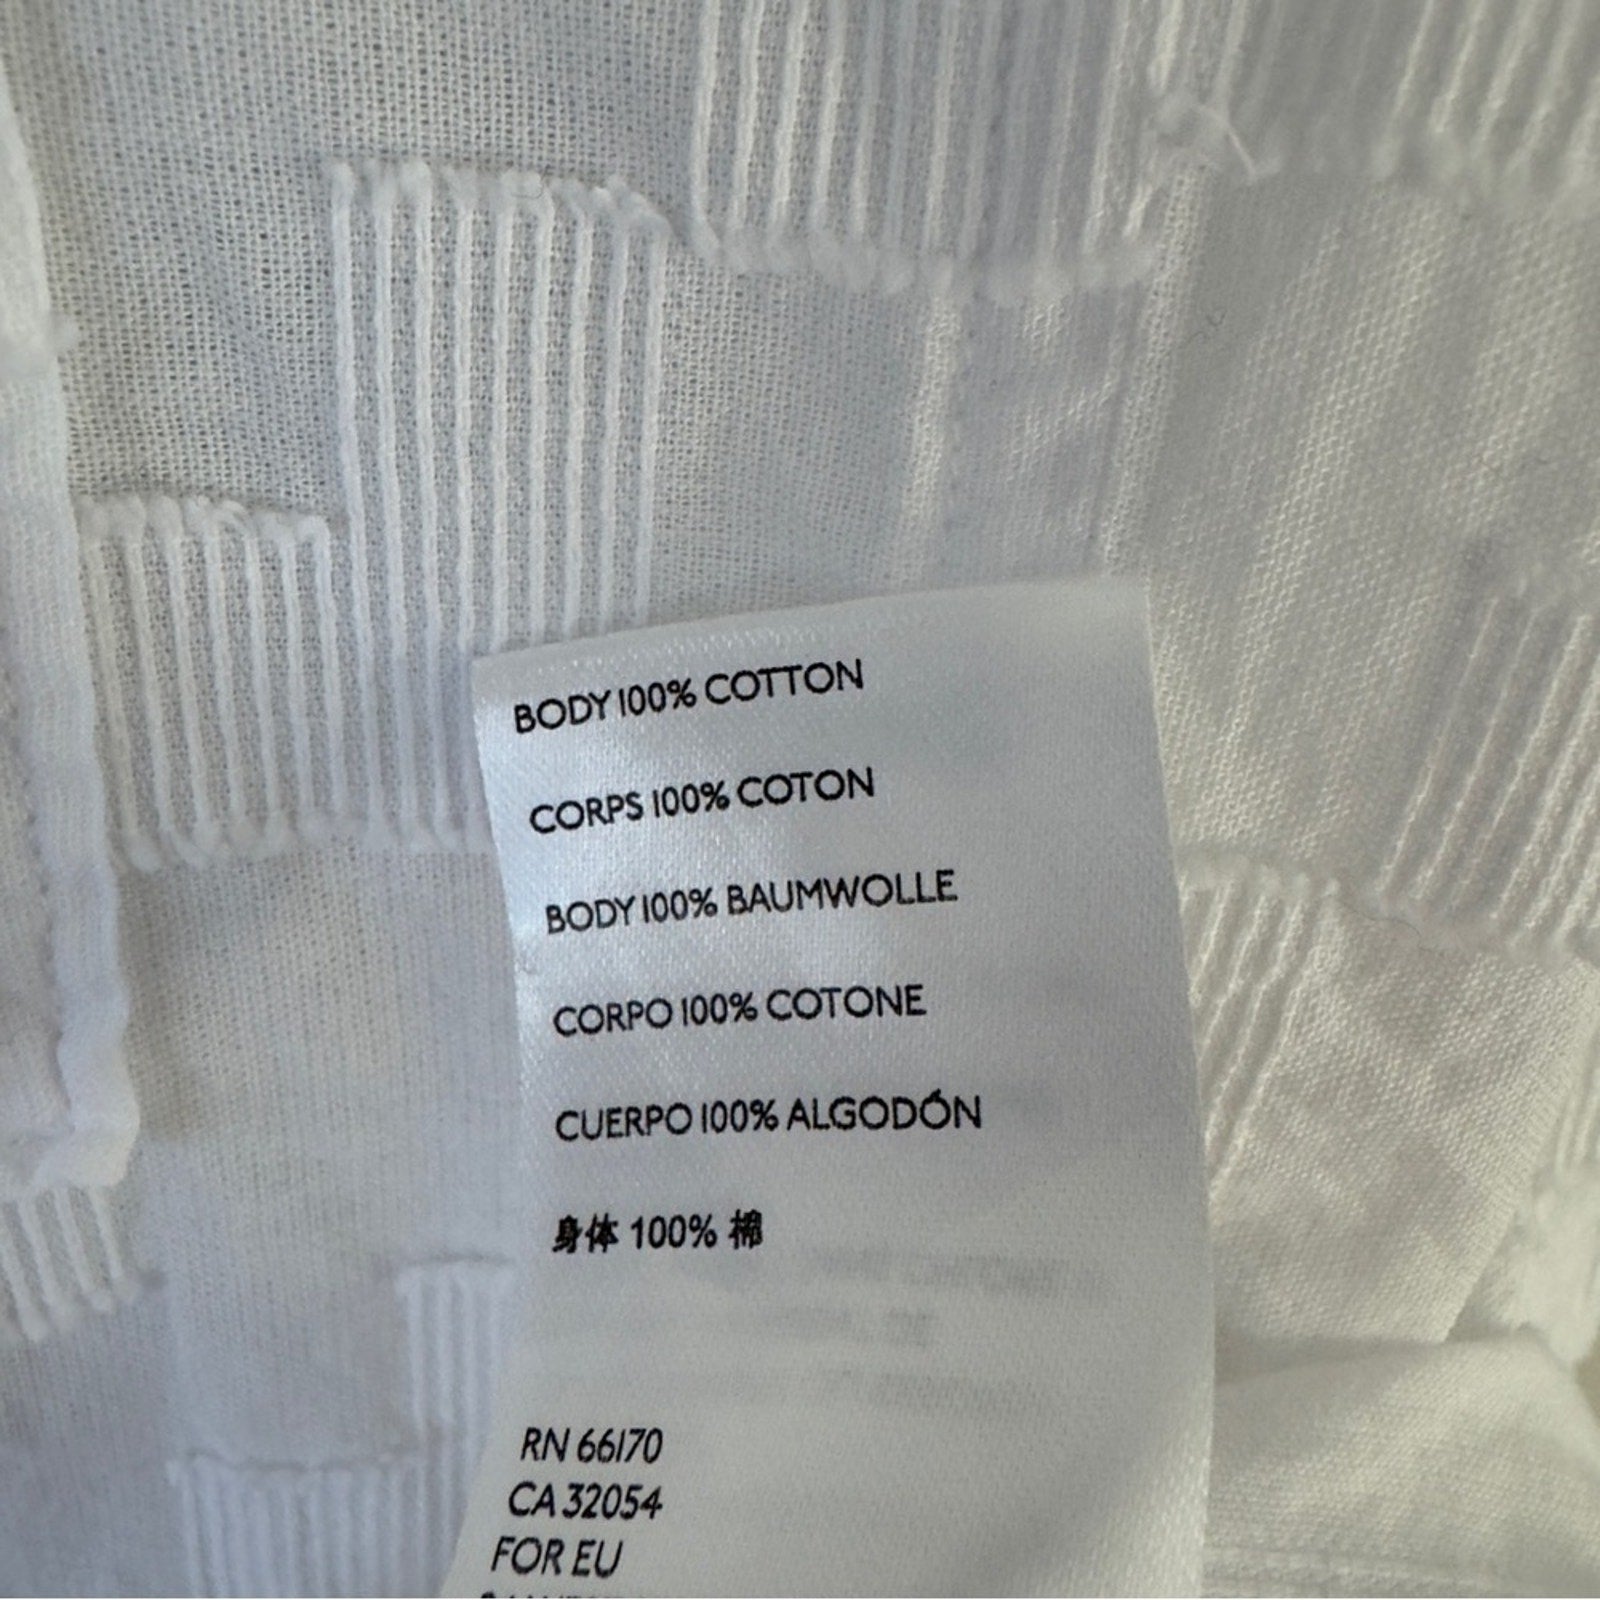 BODY 100% COTTON
CORPS 100% COTON
BODY 100% BAUMWOLLE
CORPO 100% COTONE
CUERPO 100% ALGODÓN
身体 100% 棉
RN 66170
CA 32054
FOR EU